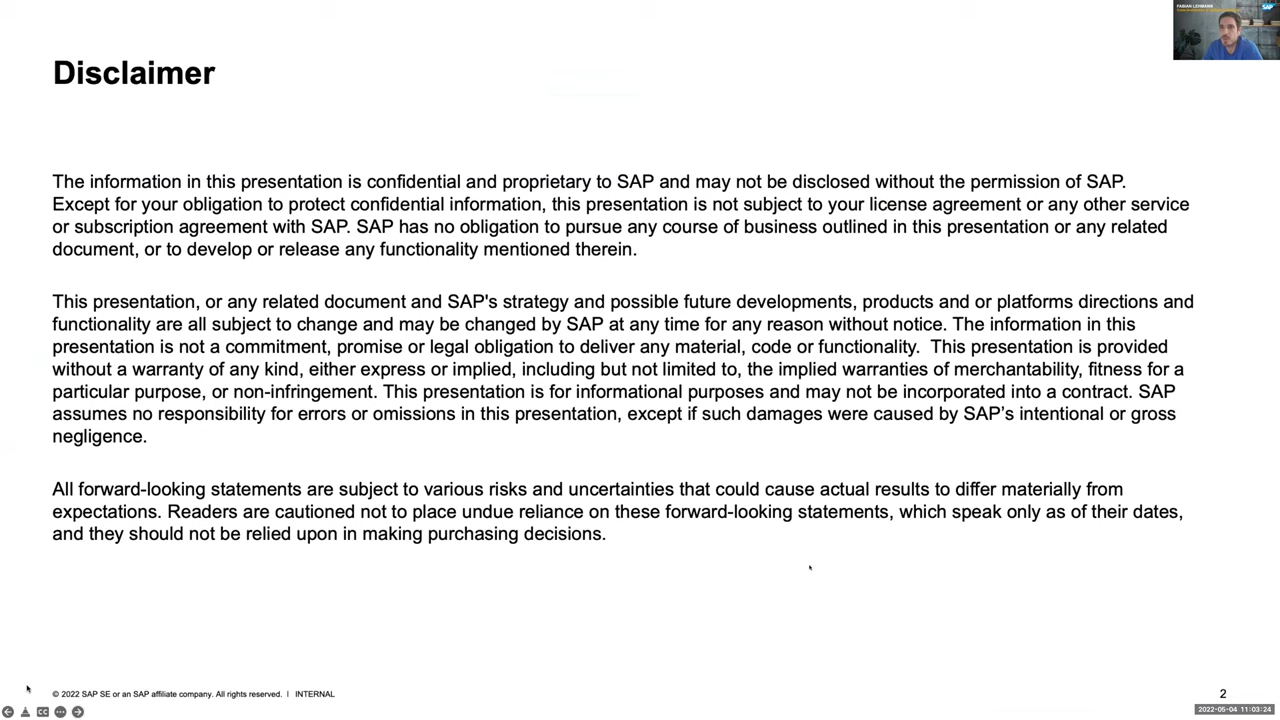 FABIAN LEHMANN
SAP
Disclaimer
The information in this presentation is confidential and proprietary to SAP and may not be disclosed without the permission of SAP.
Except for your obligation to protect confidential information, this presentation is not subject to your license agreement or any other service
or subscription agreement with SAP. SAP has no obligation to pursue any course of business outlined in this presentation or any related
document, or to develop or release any functionality mentioned therein.
This presentation, or any related document and SAP's strategy and possible future developments, products and or platforms directions and
functionality are all subject to change and may be changed by SAP at any time for any reason without notice. The information in this
presentation is not a commitment, promise or legal obligation to deliver any material, code or functionality.  This presentation is provided
without a warranty of any kind, either express or implied, including but not limited to, the implied warranties of merchantability, fitness for a
particular purpose, or non-infringement. This presentation is for informational purposes and may not be incorporated into a contract. SAP
assumes no responsibility for errors or omissions in this presentation, except if such damages were caused by SAP’s intentional or gross
negligence.
All forward-looking statements are subject to various risks and uncertainties that could cause actual results to differ materially from
expectations. Readers are cautioned not to place undue reliance on these forward-looking statements, which speak only as of their dates,
and they should not be relied upon in making purchasing decisions.
© 2022 SAP SE or an SAP affiliate company. All rights reserved. | INTERNAL
2
CC
2022-05-04 11:03:24